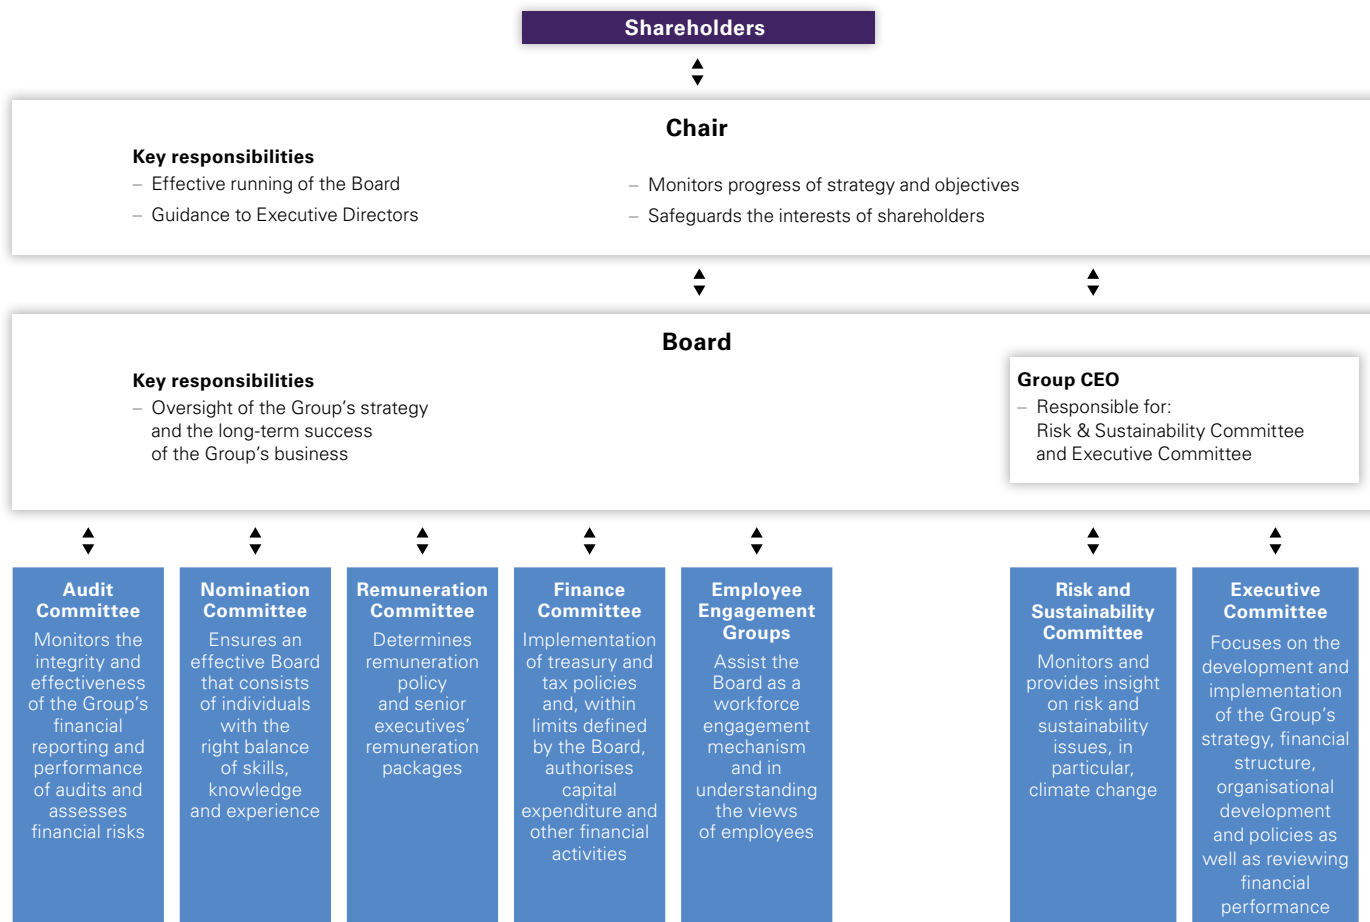 Shareholders
Chair
Key responsibilities
– Effective running of the Board
– Guidance to Executive Directors
– Monitors progress of strategy and objectives
– Safeguards the interests of shareholders
Board
Key responsibilities
– Oversight of the Group’s strategy
and the long-term success
of the Group’s business
Group CEO
– Responsible for:
Risk & Sustainability Committee
and Executive Committee
Audit
Committee
Monitors the
integrity and
effectiveness
of the Group’s
financial
reporting and
performance
of audits and
assesses
financial risks
Nomination
Committee
Ensures an
effective Board
that consists
of individuals
with the
right balance
of skills,
knowledge
and experience
Remuneration
Committee
Determines
remuneration
policy
and senior
executives’
remuneration
packages
Finance
Committee
Implementation
of treasury and
tax policies
and, within
limits defined
by the Board,
authorises
capital
expenditure and
other financial
activities
Employee
Engagement
Groups
Assist the
Board as a
workforce
engagement
mechanism
and in
understanding
the views
of employees
Risk and
Sustainability
Committee
Monitors and
provides insight
on risk and
sustainability
issues, in
particular,
climate change
Executive
Committee
Focuses on the
development and
implementation
of the Group’s
strategy, financial
structure,
organisational
development
and policies as
well as reviewing
financial
performance